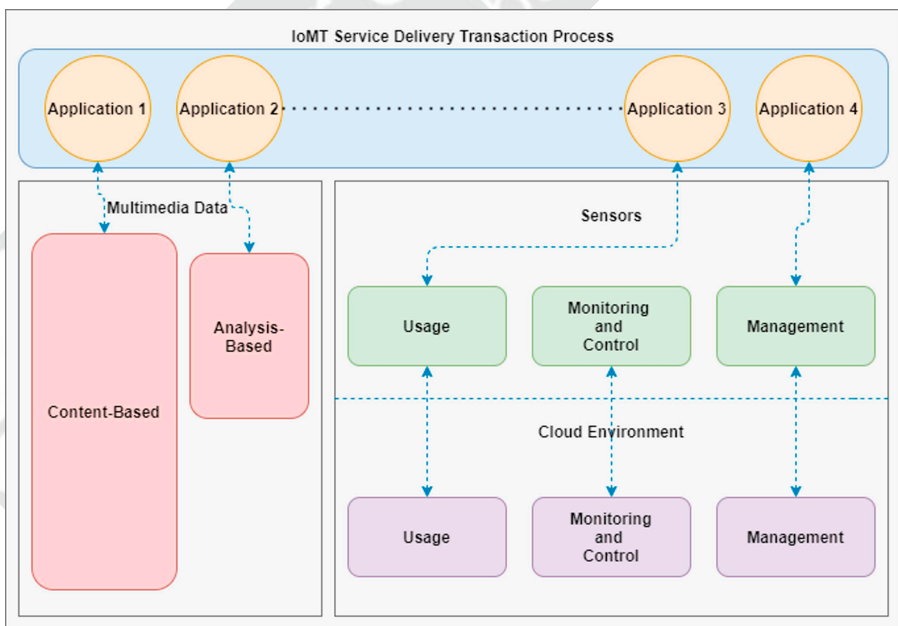 IoMT Service Delivery Transaction Process
Application 1
Application 2
Application 3
Application 4
Multimedia Data
Sensors
Content-Based
Analysis-
Based
Usage
Monitoring
and
Control
Management
Cloud Environment
Usage
Monitoring
and
Control
Management